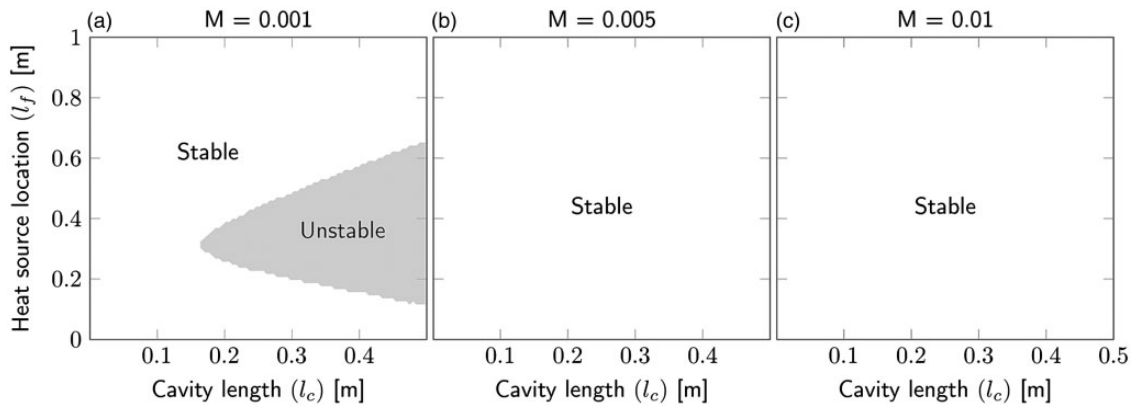 (a) M = 0.001
(b) M = 0.005
(c) M = 0.01
Heat source location (l_f) [m]
1
0.8
0.6
0.4
0.2
0
Stable
Unstable
Stable
Stable
0.1 0.2 0.3 0.4
0.1 0.2 0.3 0.4
0.1 0.2 0.3 0.4 0.5
Cavity length (l_c) [m]
Cavity length (l_c) [m]
Cavity length (l_c) [m]